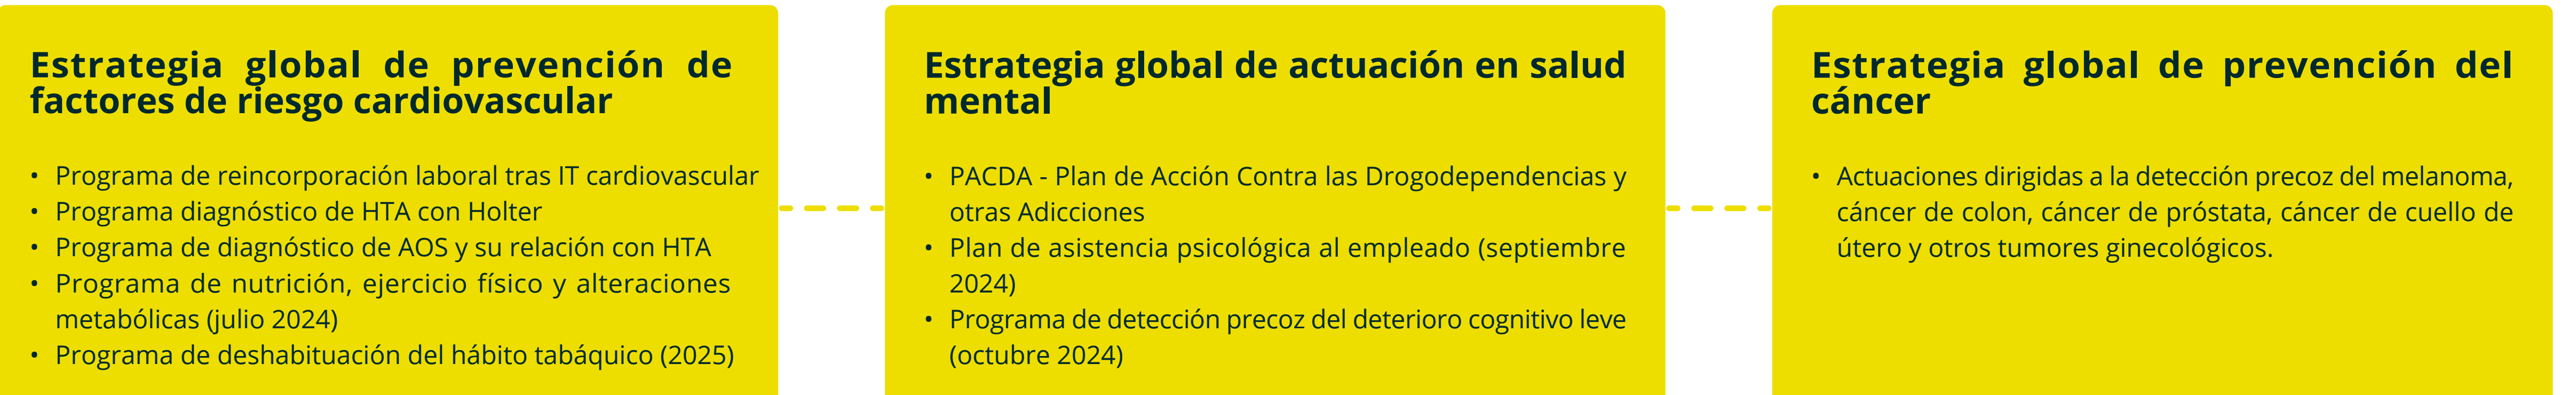 Estrategia global de prevención de
factores de riesgo cardiovascular
• Programa de reincorporación laboral tras IT cardiovascular
• Programa diagnóstico de HTA con Holter
• Programa de diagnóstico de AOS y su relación con HTA
• Programa de nutrición, ejercicio físico y alteraciones
metabólicas (julio 2024)
• Programa de deshabituación del hábito tabáquico (2025)
Estrategia global de actuación en salud
mental
• PACDA - Plan de Acción Contra las Drogodependencias y
otras Adicciones
• Plan de asistencia psicológica al empleado (septiembre
2024)
• Programa de detección precoz del deterioro cognitivo leve
(octubre 2024)
Estrategia global de prevención del
cáncer
• Actuaciones dirigidas a la detección precoz del melanoma,
cáncer de colon, cáncer de próstata, cáncer de cuello de
útero y otros tumores ginecológicos.